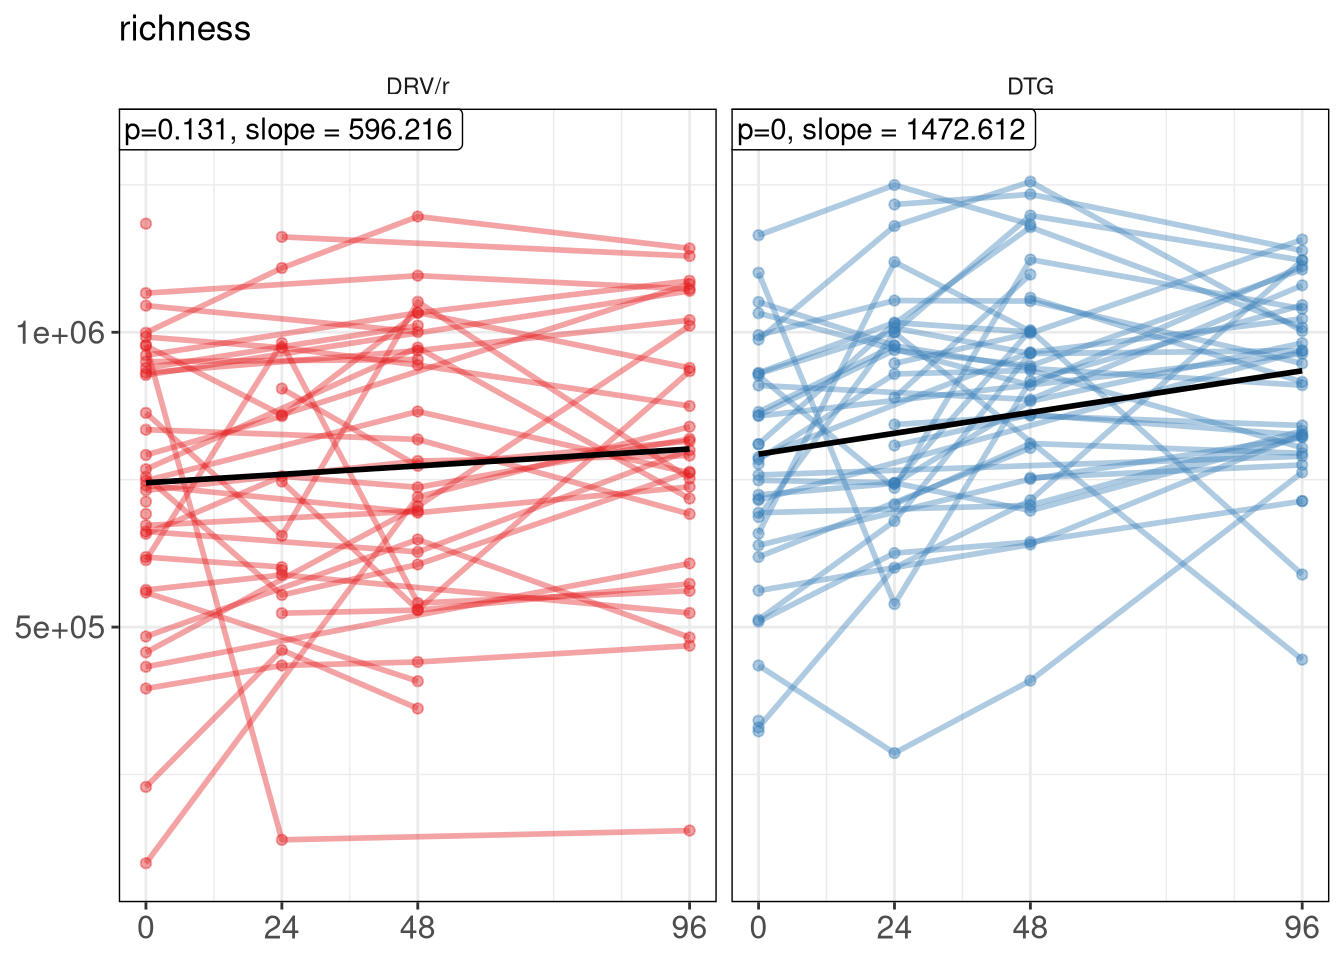 richness
DRV/r
DTG
p=0.131, slope = 596.216
p=0, slope = 1472.612
1e+06
5e+05
0 24 48 96
0 24 48 96